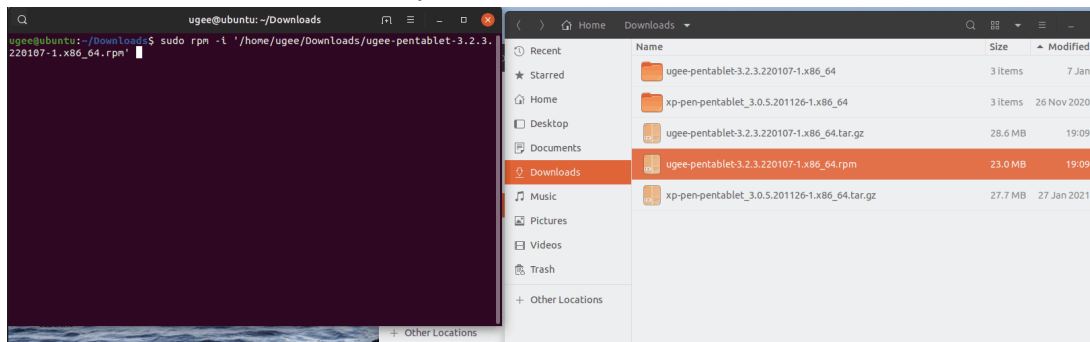 ugee@ubuntu: ~/Downloads
ugee@ubuntu:~/Downloads$ sudo rpm -i '/home/ugee/Downloads/ugee-pentablet-3.2.3.
220107-1.x86_64.rpm'
Home Downloads
Name Size Modified
Recent
Starred
Home
Desktop
Documents
Downloads
Music
Pictures
Videos
Trash
+ Other Locations
ugee-pentablet-3.2.3.220107-1.x86_64 3 items 7 Jan
xp-pen-pentablet_3.0.5.201126-1.x86_64 3 items 26 Nov 2020
ugee-pentablet-3.2.3.220107-1.x86_64.tar.gz 28.6 MB 19:09
ugee-pentablet-3.2.3.220107-1.x86_64.rpm 23.0 MB 19:09
xp-pen-pentablet_3.0.5.201126-1.x86_64.tar.gz 27.7 MB 27 Jan 2021
+ Other Locations